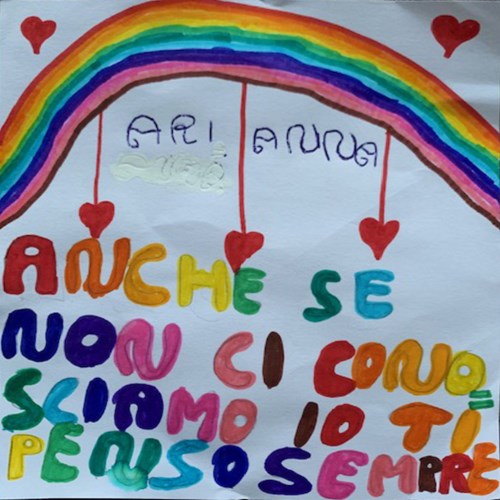 ARI ANNA
ANCHE SE
NON CI CONO
SCIAMO IO TI
PENSO SEMPRE